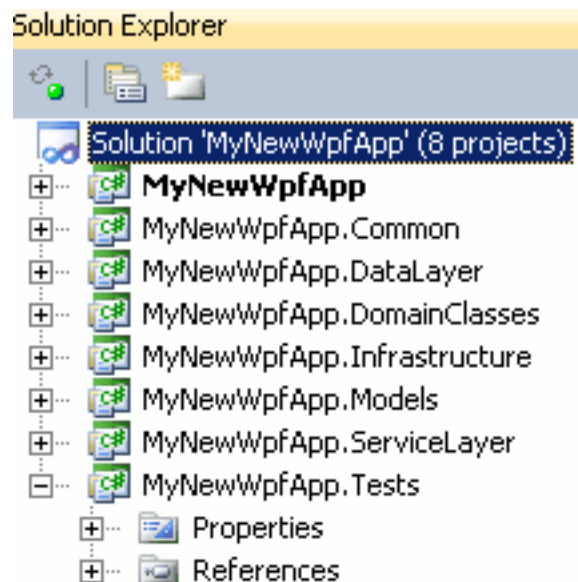 Solution Explorer
Solution 'MyNewWpfApp' (8 projects)
MyNewWpfApp
MyNewWpfApp.Common
MyNewWpfApp.DataLayer
MyNewWpfApp.DomainClasses
MyNewWpfApp.Infrastructure
MyNewWpfApp.Models
MyNewWpfApp.ServiceLayer
MyNewWpfApp.Tests
Properties
References